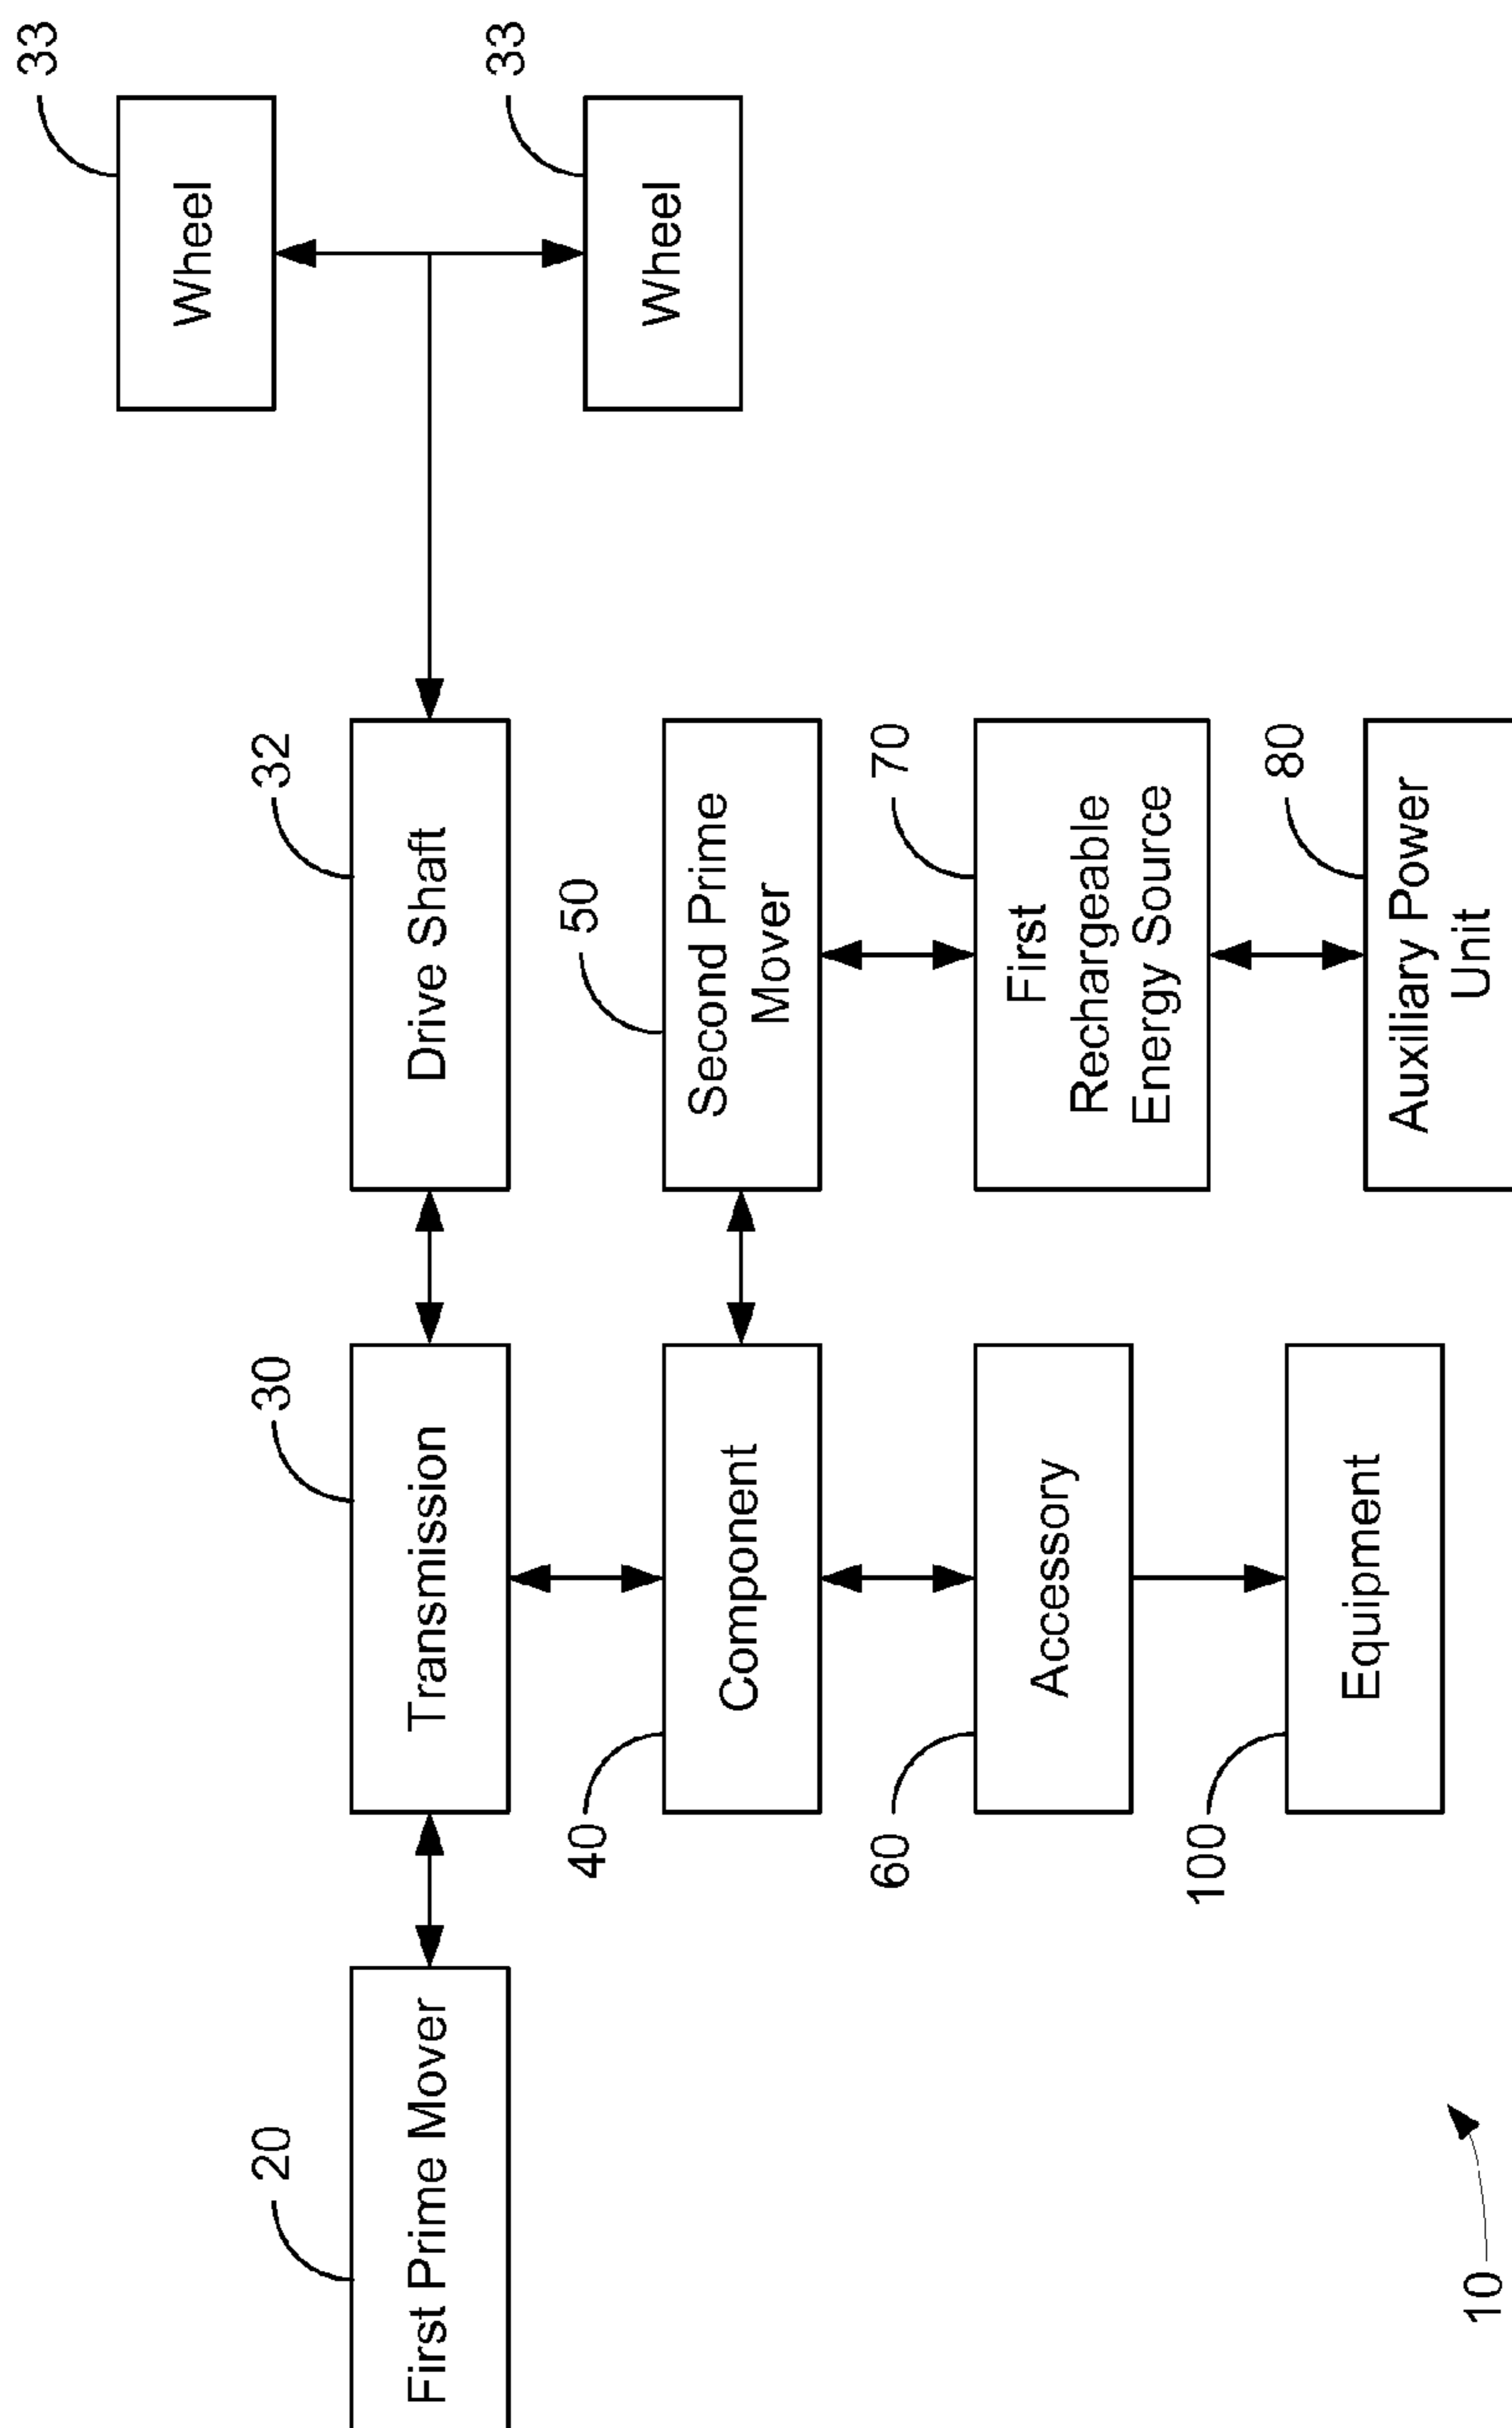 33
Wheel
33
Wheel
20
First Prime Mover
30
Transmission
32
Drive Shaft
40
Component
50
Second Prime
Mover
60
Accessory
70
First
Rechargeable
Energy Source
100
Equipment
80
Auxiliary Power
Unit
10